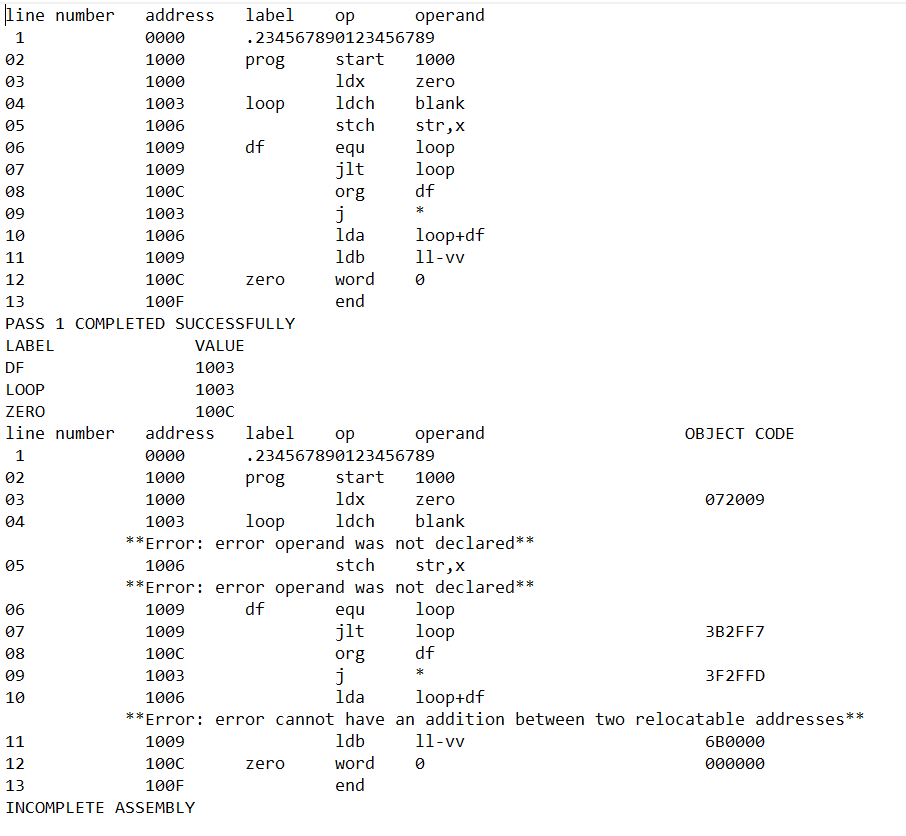 line number address label op operand
1 0000 .234567890123456789
02 1000 prog start 1000
03 1000 ldx zero
04 1003 loop ldch blank
05 1006 stch str,x
06 1009 df equ loop
07 1009 jlt loop
08 100C org df
09 1003 j *
10 1006 lda loop+df
11 1009 ldb ll-vv
12 100C zero word 0
13 100F end
PASS 1 COMPLETED SUCCESSFULLY
LABEL VALUE
DF 1003
LOOP 1003
ZERO 100C
line number address label op operand OBJECT CODE
1 0000 .234567890123456789
02 1000 prog start 1000
03 1000 ldx zero 072009
04 1003 loop ldch blank
**Error: error operand was not declared**
05 1006 stch str,x
**Error: error operand was not declared**
06 1009 df equ loop
07 1009 jlt loop 3B2FF7
08 100C org df
09 1003 j * 3F2FFD
10 1006 lda loop+df
**Error: error cannot have an addition between two relocatable addresses**
11 1009 ldb ll-vv 6B0000
12 100C zero word 0 000000
13 100F end
INCOMPLETE ASSEMBLY